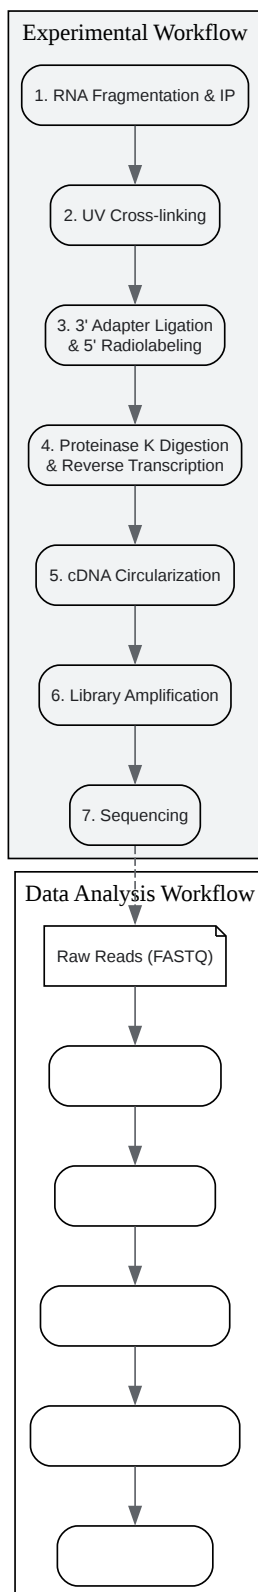 Experimental Workflow
1. RNA Fragmentation & IP
2. UV Cross-linking
3. 3' Adapter Ligation
& 5' Radiolabeling
4. Proteinase K Digestion
& Reverse Transcription
5. cDNA Circularization
6. Library Amplification
7. Sequencing
Data Analysis Workflow
Raw Reads (FASTQ)